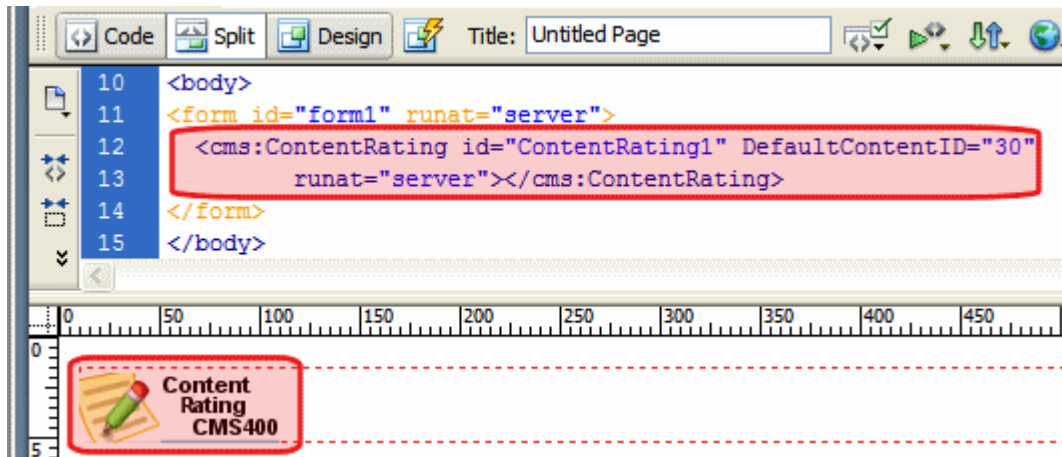 Code Split Design Title: Untitled Page
10 <body>
11 <form id="form1" runat="server">
12 <cms:ContentRating id="ContentRating1" DefaultContentID="30"
13 runat="server"></cms:ContentRating>
14 </form>
15 </body>
0 50 100 150 200 250 300 350 400 450
0
Content
Rating
CMS400
5